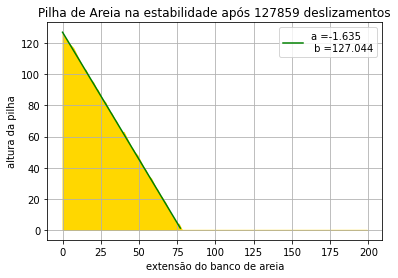 Pilha de Areia na estabilidade após 127859 deslizamentos
a =-1.635
b =127.044
altura da pilha
120
100
80
60
40
20
0
0 25 50 75 100 125 150 175 200
extensão do banco de areia